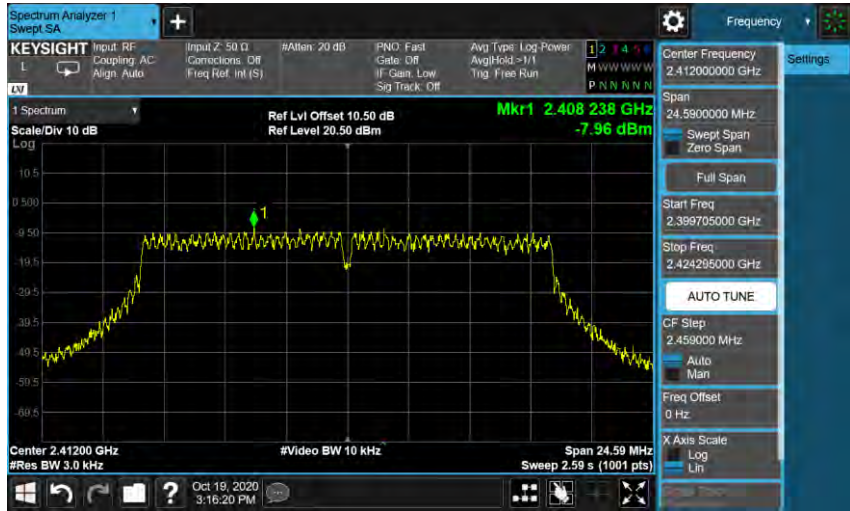 Spectrum Analyzer 1
Swept SA
+
Frequency
KEYSIGHT
L
LXI
Input: RF
Coupling: AC
Align: Auto
Input Z: 50 Ω
Corrections: Off
Freq Ref: Int (S)
#Atten: 20 dB
PNO: Fast
Gate: Off
IF Gain: Low
Sig Track: Off
Avg Type: Log-Power
Avg|Hold:>1/1
Trig: Free Run
1 2 3 4 5 6
M W W W W W
P N N N N N
1 Spectrum
Scale/Div 10 dB
Log
Ref Lvl Offset 10.50 dB
Ref Level 20.50 dBm
Mkr1 2.408 238 GHz
-7.96 dBm
10.5
0.500
-9.50
-19.5
-29.5
-39.5
-49.5
-59.5
-69.5
1
Center 2.41200 GHz
#Res BW 3.0 kHz
#Video BW 10 kHz
Span 24.59 MHz
Sweep 2.59 s (1001 pts)
Center Frequency
2.412000000 GHz
Settings
Span
24.5900000 MHz
Swept Span
Zero Span
Full Span
Start Freq
2.399705000 GHz
Stop Freq
2.424295000 GHz
AUTO TUNE
CF Step
2.459000 MHz
Auto
Man
Freq Offset
0 Hz
X Axis Scale
Log
Lin
?
Oct 19, 2020
3:16:20 PM